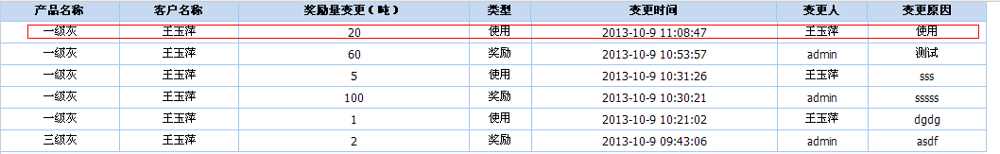 产品名称 客户名称 奖励量变更（吨） 类型 变更时间 变更人 变更原因
一级灰 王玉萍 20 使用 2013-10-9 11:08:47 王玉萍 使用
一级灰 王玉萍 60 奖励 2013-10-9 10:53:57 admin 测试
一级灰 王玉萍 5 使用 2013-10-9 10:31:26 王玉萍 sss
一级灰 王玉萍 100 奖励 2013-10-9 10:30:21 admin sssss
一级灰 王玉萍 1 使用 2013-10-9 10:21:02 王玉萍 dgdg
三级灰 王玉萍 2 奖励 2013-10-9 09:43:06 admin asdf